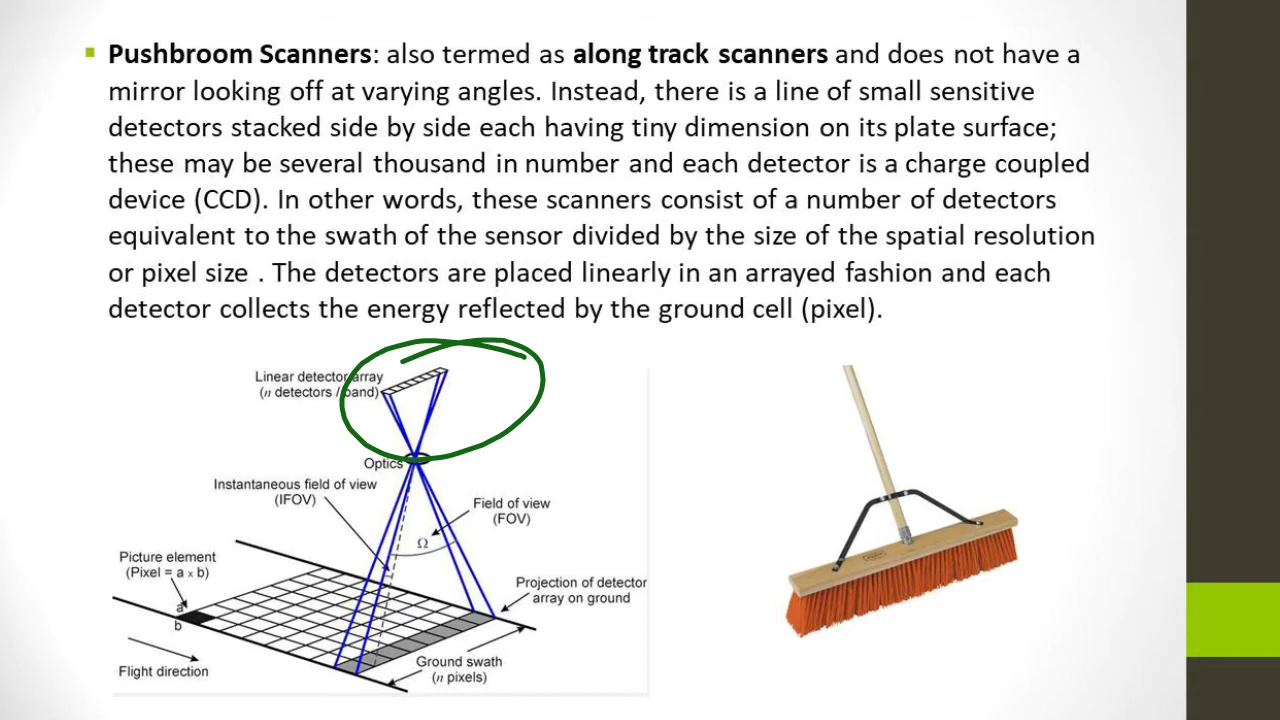 Pushbroom Scanners: also termed as along track scanners and does not have a
mirror looking off at varying angles. Instead, there is a line of small sensitive
detectors stacked side by side each having tiny dimension on its plate surface;
these may be several thousand in number and each detector is a charge coupled
device (CCD). In other words, these scanners consist of a number of detectors
equivalent to the swath of the sensor divided by the size of the spatial resolution
or pixel size . The detectors are placed linearly in an arrayed fashion and each
detector collects the energy reflected by the ground cell (pixel).
Linear detector array
(n detectors / band)
Optics
Instantaneous field of view
(IFOV)
Field of view
(FOV)
Ω
Picture element
(Pixel = a x b)
a
b
Projection of detector
array on ground
Flight direction
Ground swath
(n pixels)